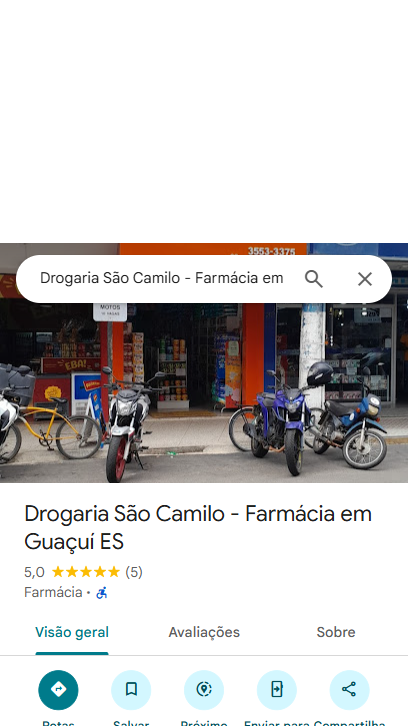 3553-3375
Drogaria São Camilo - Farmácia em
MOTOS
EBA!
Drogaria São Camilo - Farmácia em
Guaçuí ES
5,0 ★★★★★ (5)
Farmácia ·
Visão geral Avaliações Sobre
Rotas Salvar Próximo Enviar para Compartilha